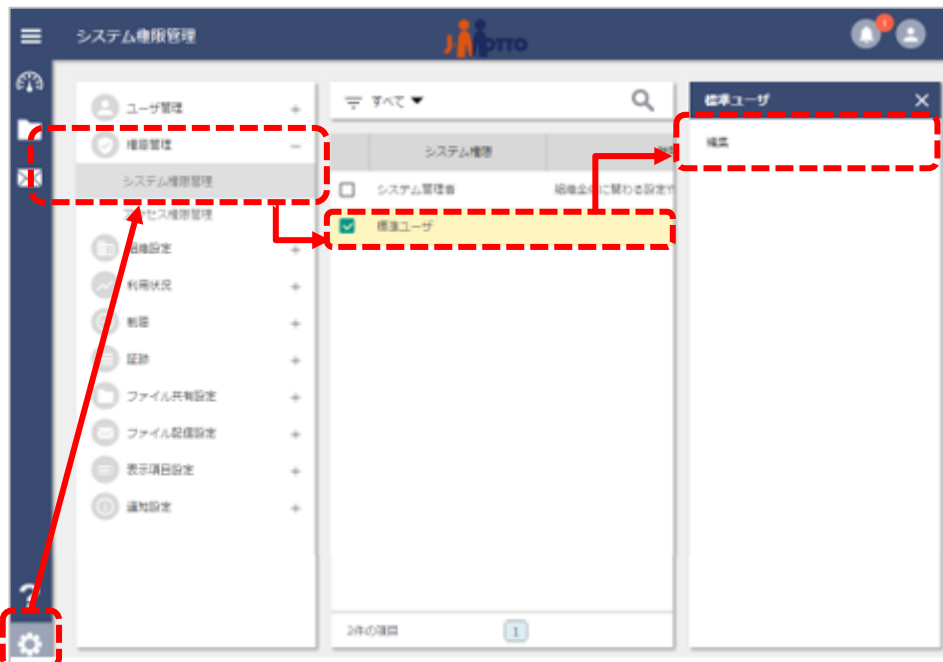 システム権限管理
J-MOTTO
1
ユーザ管理 +
権限管理 −
システム権限管理
アクセス権限管理
組織設定 +
利用状況 +
制限 +
証跡 +
ファイル共有設定 +
ファイル配信設定 +
表示項目設定 +
通知設定 +
すべて ▼
システム権限
システム管理者 組織全体に関わる設定や
標準ユーザ
2件の項目 1
標準ユーザ ×
編集
?